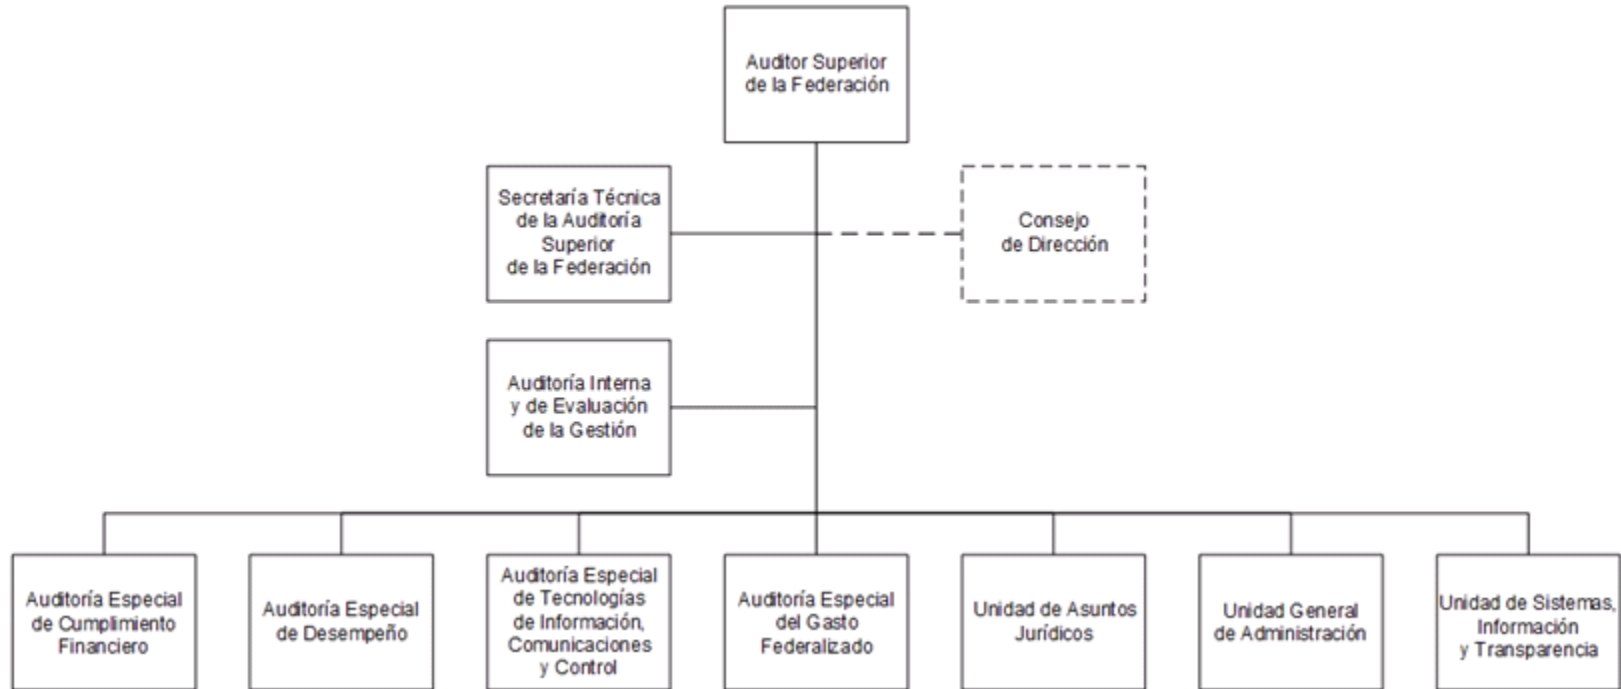 Auditor Superior
de la Federación
Secretaría Técnica
de la Auditoría
Superior
de la Federación
Consejo
de Dirección
Auditoría Interna
y de Evaluación
de la Gestión
Auditoría Especial
de Cumplimiento
Financiero
Auditoría Especial
de Desempeño
Auditoría Especial
de Tecnologías
de Información,
Comunicaciones
y Control
Auditoría Especial
del Gasto
Federalizado
Unidad de Asuntos
Jurídicos
Unidad General
de Administración
Unidad de Sistemas,
Información
y Transparencia